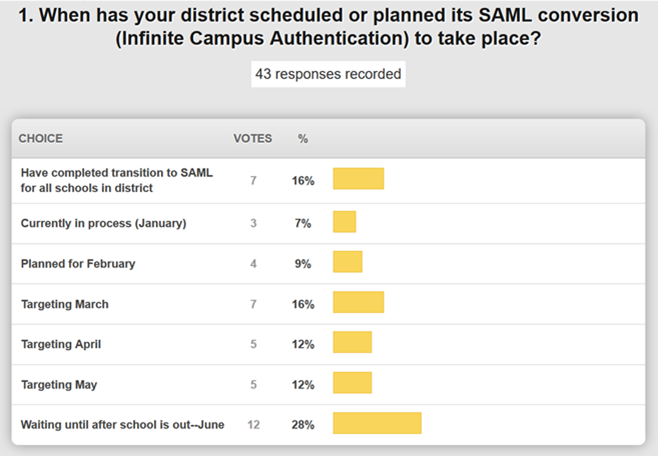 1. When has your district scheduled or planned its SAML conversion
(Infinite Campus Authentication) to take place?
43 responses recorded
CHOICE VOTES %
Have completed transition to SAML
for all schools in district 7 16%
Currently in process (January) 3 7%
Planned for February 4 9%
Targeting March 7 16%
Targeting April 5 12%
Targeting May 5 12%
Waiting until after school is out--June 12 28%